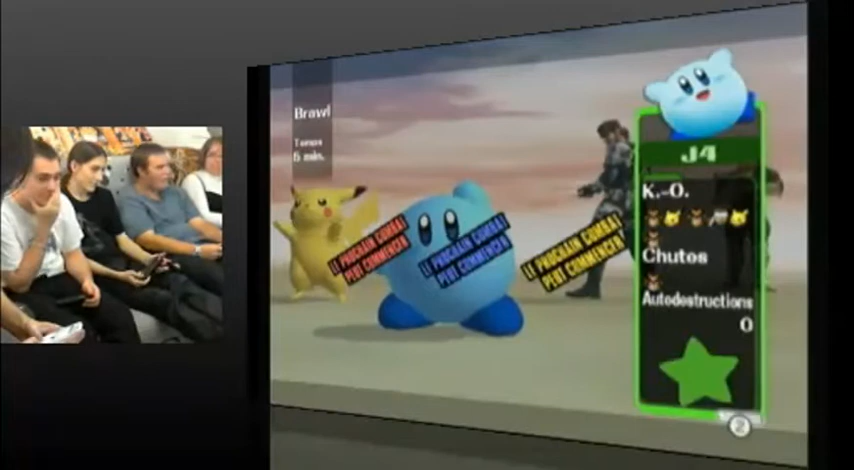 Brawl
Temps
6 min.
LE PROCHAIN COMBAT
PEUT COMMENCER
LE PROCHAIN COMBAT
PEUT COMMENCER
LE PROCHAIN COMBAT
PEUT COMMENCER
J4
K.-O.
Chutes
Autodestructions
0
2